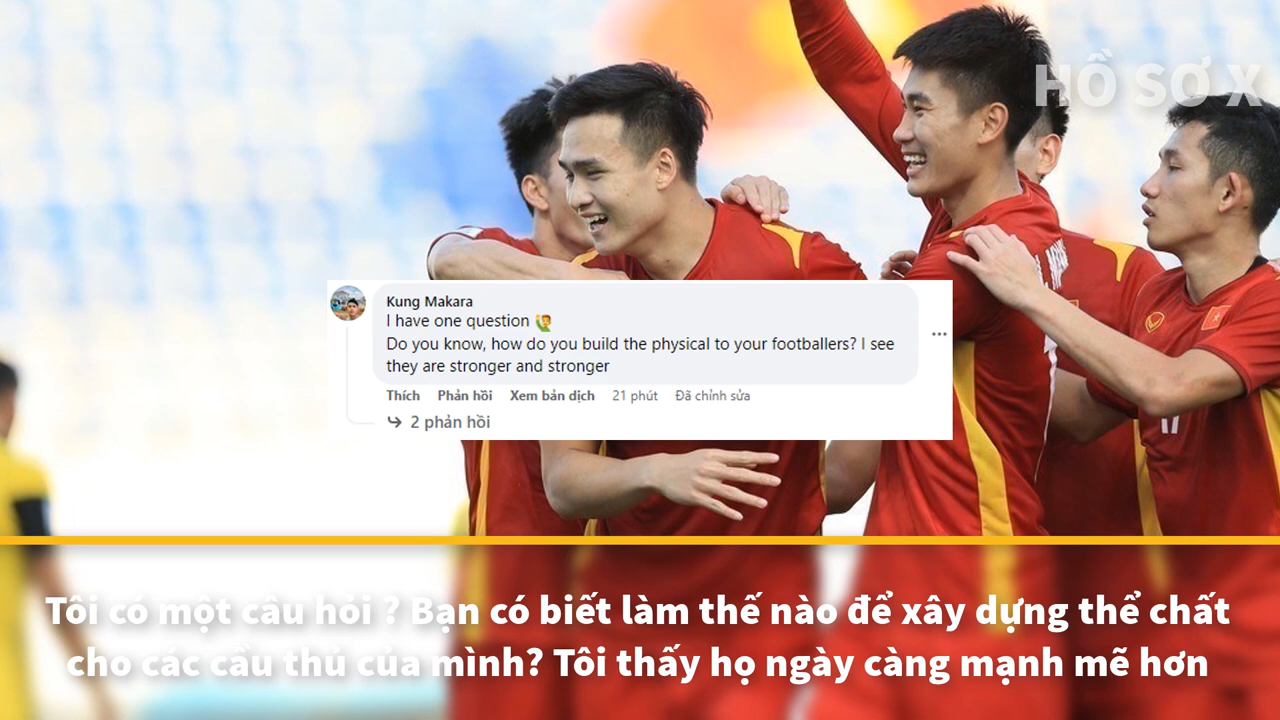 HỒ SƠ X
Kung Makara
I have one question 🙋‍♂️
Do you know, how do you build the physical to your footballers? I see
they are stronger and stronger
Thích Phản hồi Xem bản dịch 21 phút Đã chỉnh sửa
2 phản hồi
Tôi có một câu hỏi ? Bạn có biết làm thế nào để xây dựng thể chất
cho các cầu thủ của mình? Tôi thấy họ ngày càng mạnh mẽ hơn